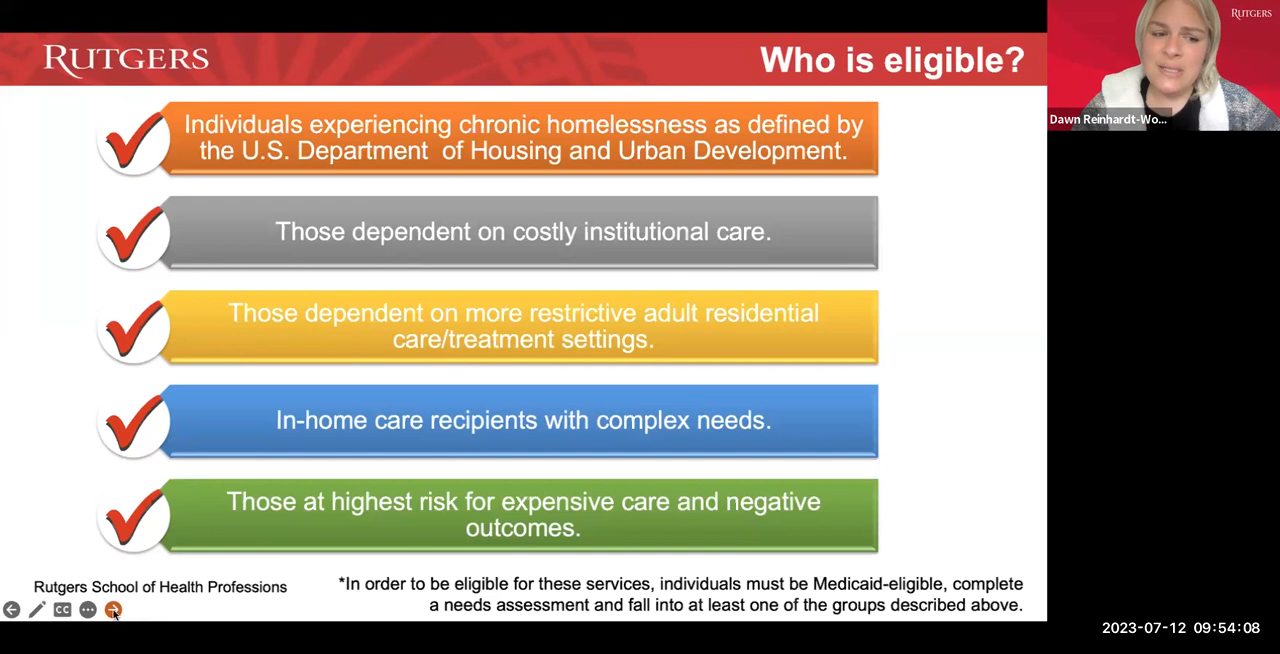 RUTGERS
Who is eligible?
RUTGERS
Dawn Reinhardt-Wo...
Individuals experiencing chronic homelessness as defined by
the U.S. Department of Housing and Urban Development.
Those dependent on costly institutional care.
Those dependent on more restrictive adult residential
care/treatment settings.
In-home care recipients with complex needs.
Those at highest risk for expensive care and negative
outcomes.
Rutgers School of Health Professions
*In order to be eligible for these services, individuals must be Medicaid-eligible, complete
a needs assessment and fall into at least one of the groups described above.
CC
2023-07-12 09:54:08